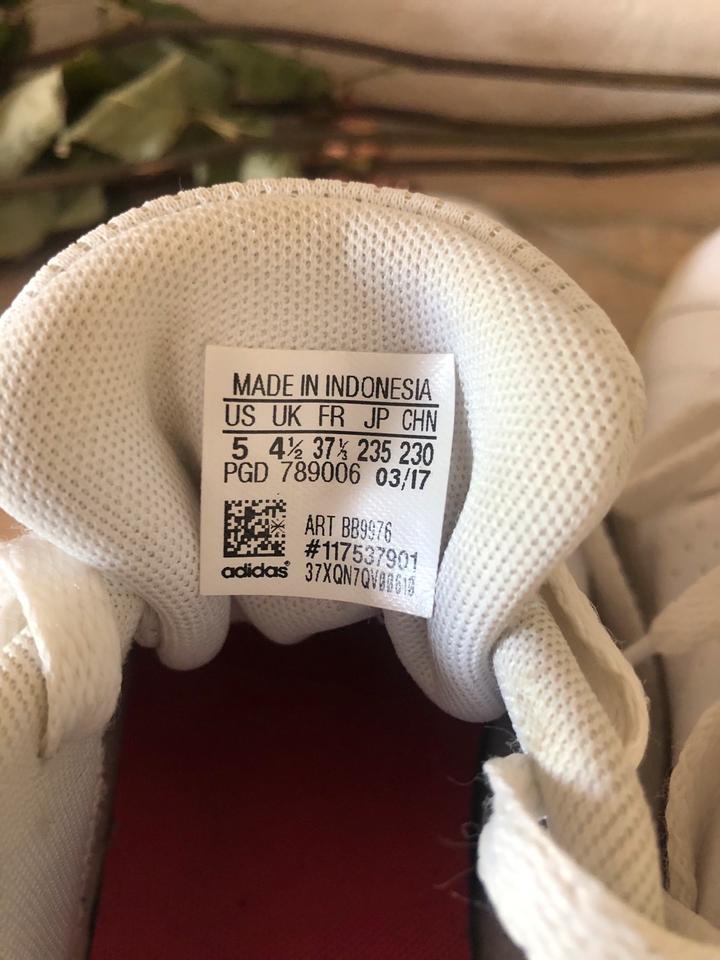 MADE IN INDONESIA
US UK FR JP CHN
5 4½ 37⅓ 235 230
PGD 789006 03/17
ART BB9976
#117537901
adidas®